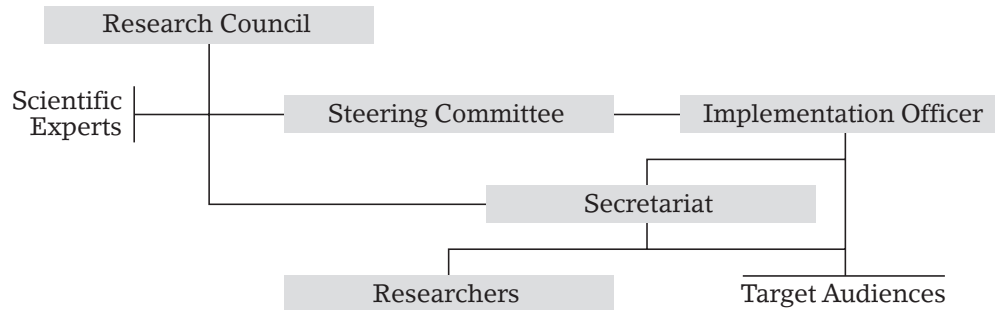 Research Council
Scientific
Experts
Steering Committee
Implementation Officer
Secretariat
Researchers
Target Audiences